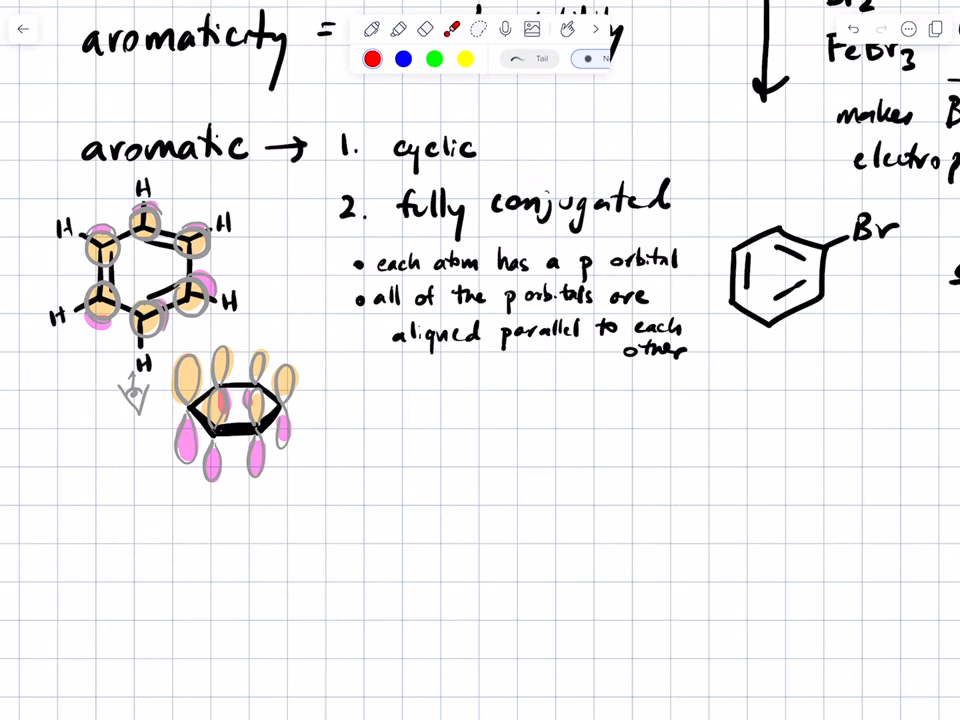 aromaticity =
Tail
FeBr3
aromatic → 1. cyclic
makes
2. fully conjugated
• each atom has a p orbital
• all of the p orbitals are
aligned parallel to each
other
H
H
H
H
H
H
Br